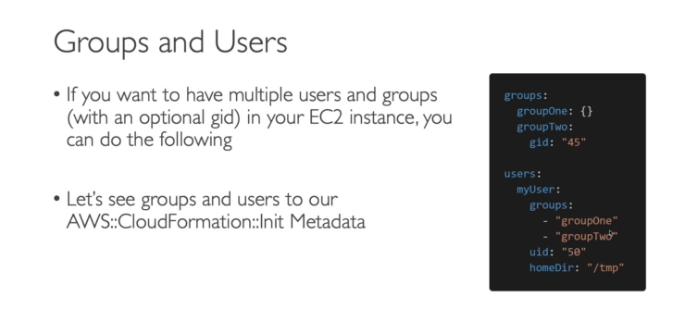 Groups and Users
• If you want to have multiple users and groups
(with an optional gid) in your EC2 instance, you
can do the following
• Let's see groups and users to our
AWS::CloudFormation::Init Metadata
groups:
  groupOne: {}
  groupTwo:
    gid: "45"
users:
  myUser:
    groups:
      - "groupOne"
      - "groupTwo"
    uid: "50"
    homeDir: "/tmp"